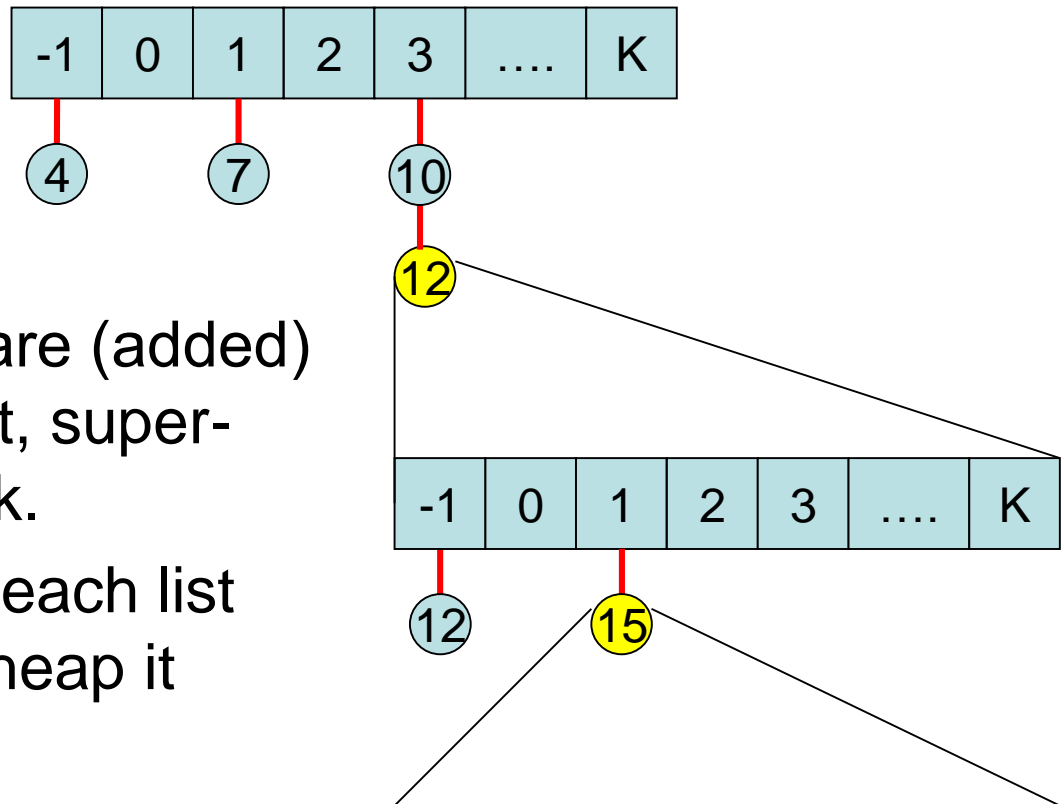 -1 0 1 2 3 .... K
4 7 10
12
are (added)
t, super-
k.
-1 0 1 2 3 .... K
each list
12 15
heap it